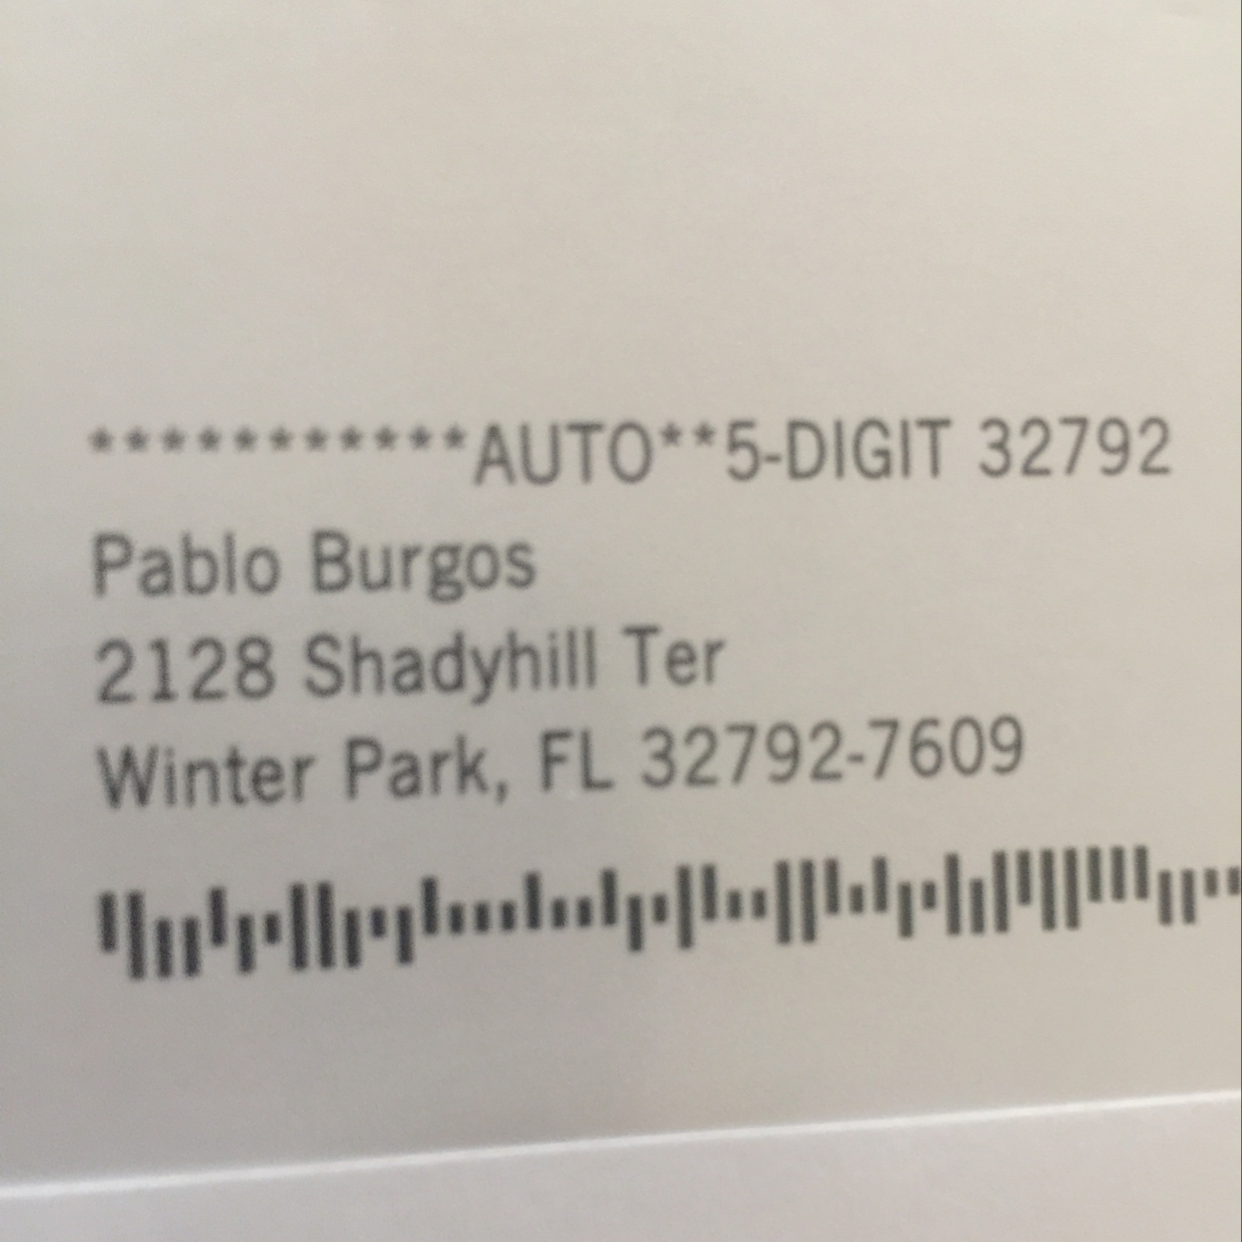 ***********AUTO**5-DIGIT 32792
Pablo Burgos
2128 Shadyhill Ter
Winter Park, FL 32792-7609